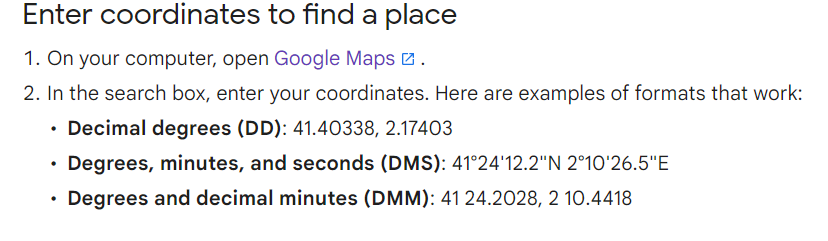 Enter coordinates to find a place
1. On your computer, open Google Maps .
2. In the search box, enter your coordinates. Here are examples of formats that work:
• Decimal degrees (DD): 41.40338, 2.17403
• Degrees, minutes, and seconds (DMS): 41°24'12.2"N 2°10'26.5"E
• Degrees and decimal minutes (DMM): 41 24.2028, 2 10.4418